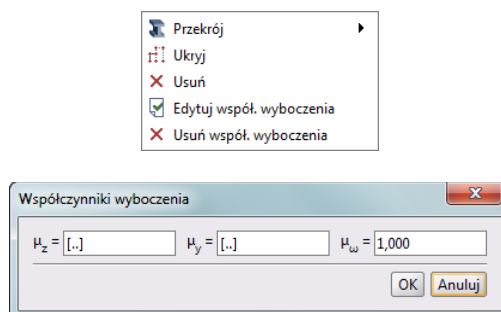 Przekrój
Ukryj
Usuń
Edytuj współ. wyboczenia
Usuń współ. wyboczenia
Współczynniki wyboczenia
μz = [..] μy = [..] μω = 1,000
OK Anuluj